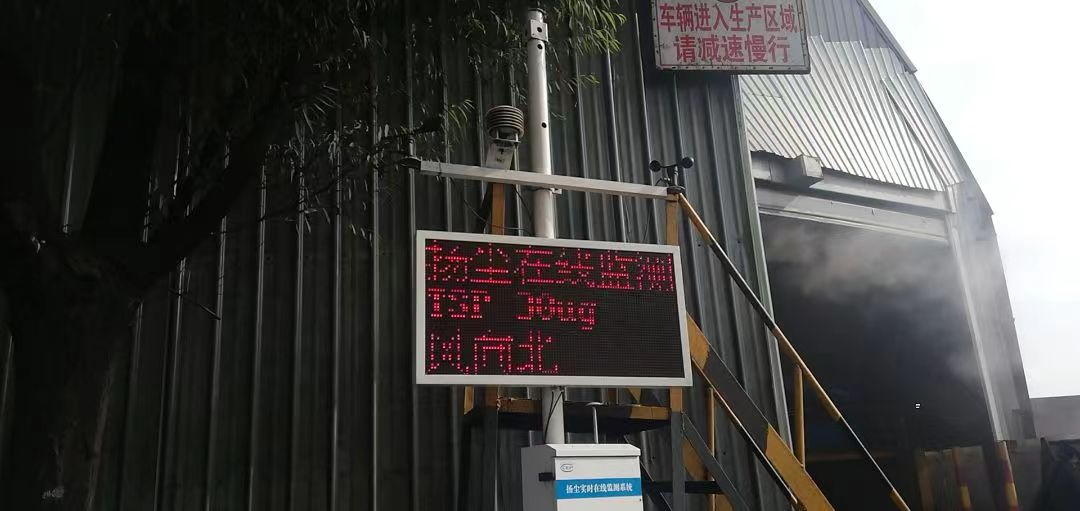 车辆进入生产区域
请减速慢行
扬尘在线监测
TSP 30ug
风向北
扬尘实时在线监测系统